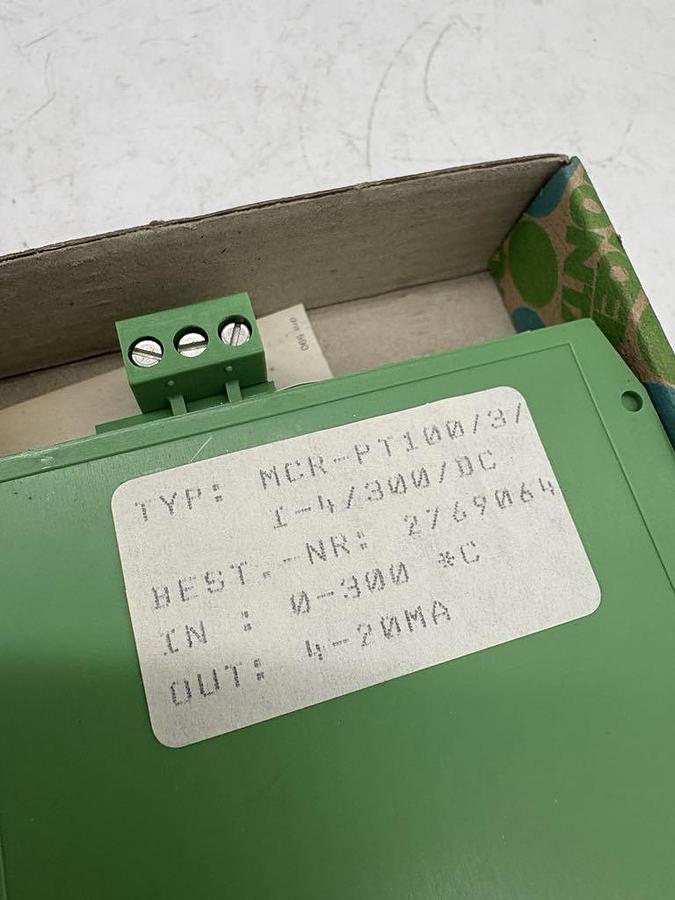 TYP: MCR-PT100/3/
I-4/300/DC
BEST.-NR: 2769064
IN : 0-300 *C
OUT: 4-20MA